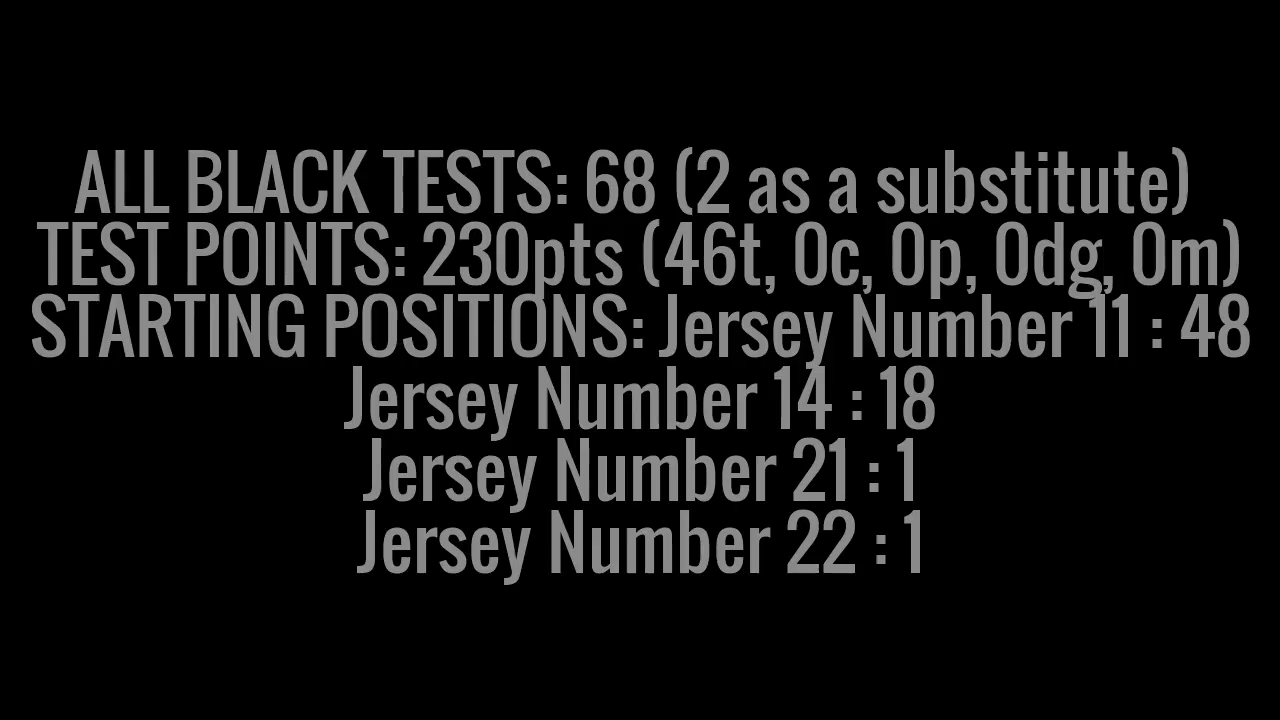 ALL BLACK TESTS: 68 (2 as a substitute)
TEST POINTS: 230pts (46t, 0c, 0p, 0dg, 0m)
STARTING POSITIONS: Jersey Number 11 : 48
Jersey Number 14 : 18
Jersey Number 21 : 1
Jersey Number 22 : 1